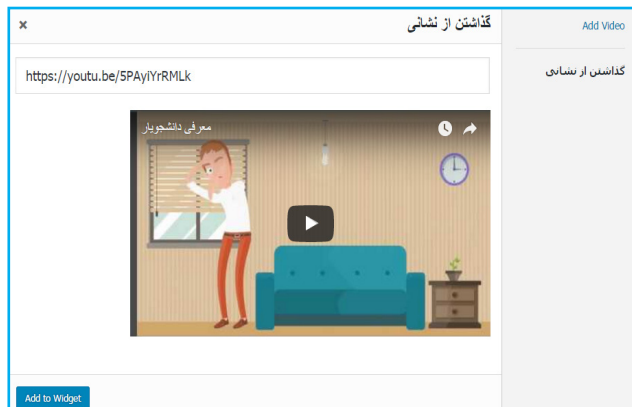 Add Video
گذاشتن از نشانی
گذاشتن از نشانی
×
https://youtu.be/5PAyiYrRMLk
معرفی دانشجویار
Add to Widget